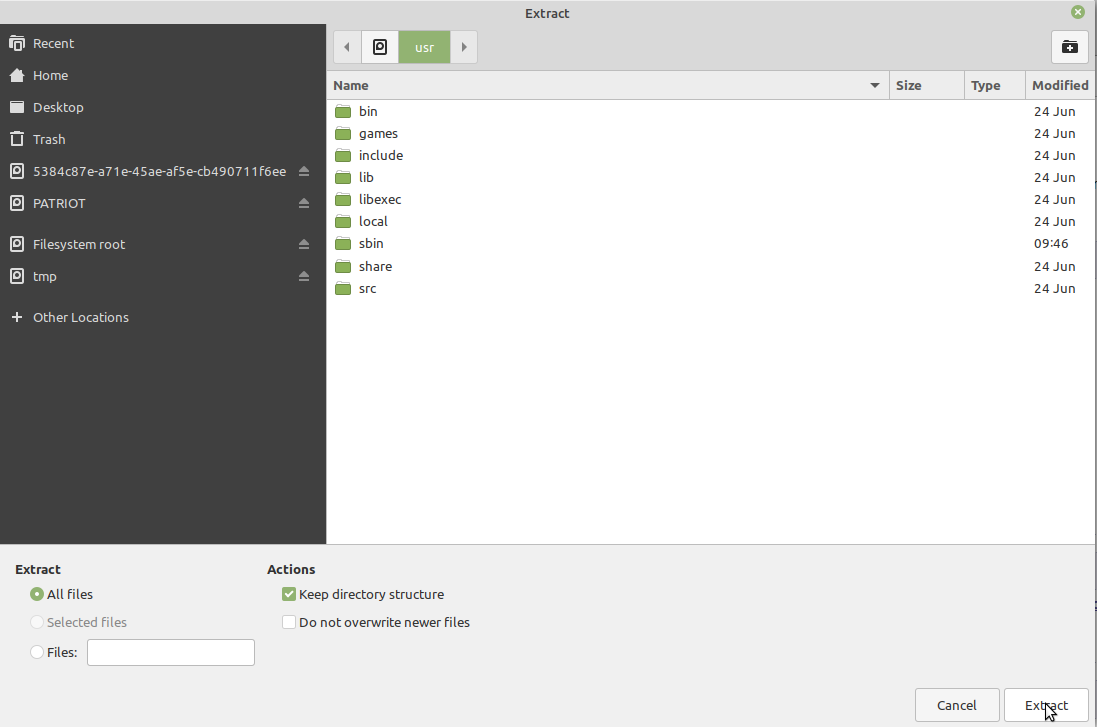 Extract
Recent
Home
Desktop
Trash
5384c87e-a71e-45ae-af5e-cb490711f6ee
PATRIOT
Filesystem root
tmp
Other Locations
usr
Name Size Type Modified
bin 24 Jun
games 24 Jun
include 24 Jun
lib 24 Jun
libexec 24 Jun
local 24 Jun
sbin 09:46
share 24 Jun
src 24 Jun
Extract
All files
Selected files
Files:
Actions
Keep directory structure
Do not overwrite newer files
Cancel Extract